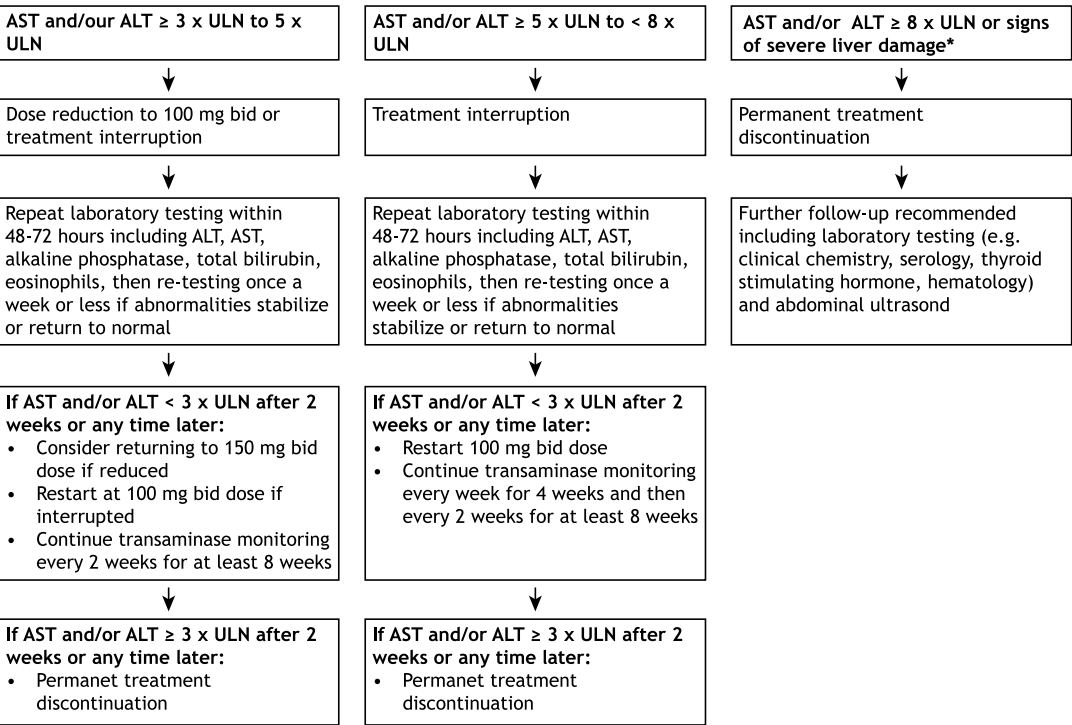 AST and/our ALT ≥ 3 x ULN to 5 x
ULN
Dose reduction to 100 mg bid or
treatment interruption
Repeat laboratory testing within
48-72 hours including ALT, AST,
alkaline phosphatase, total bilirubin,
eosinophils, then re-testing once a
week or less if abnormalities stabilize
or return to normal
If AST and/or ALT < 3 x ULN after 2
weeks or any time later:
• Consider returning to 150 mg bid
dose if reduced
• Restart at 100 mg bid dose if
interrupted
• Continue transaminase monitoring
every 2 weeks for at least 8 weeks
If AST and/or ALT ≥ 3 x ULN after 2
weeks or any time later:
• Permanet treatment
discontinuation
AST and/or ALT ≥ 5 x ULN to < 8 x
ULN
Treatment interruption
Repeat laboratory testing within
48-72 hours including ALT, AST,
alkaline phosphatase, total bilirubin,
eosinophils, then re-testing once a
week or less if abnormalities
stabilize or return to normal
If AST and/or ALT < 3 x ULN after 2
weeks or any time later:
• Restart 100 mg bid dose
• Continue transaminase monitoring
every week for 4 weeks and then
every 2 weeks for at least 8 weeks
If AST and/or ALT ≥ 3 x ULN after 2
weeks or any time later:
• Permanet treatment
discontinuation
AST and/or ALT ≥ 8 x ULN or signs
of severe liver damage*
Permanent treatment
discontinuation
Further follow-up recommended
including laboratory testing (e.g.
clinical chemistry, serology, thyroid
stimulating hormone, hematology)
and abdominal ultrasond